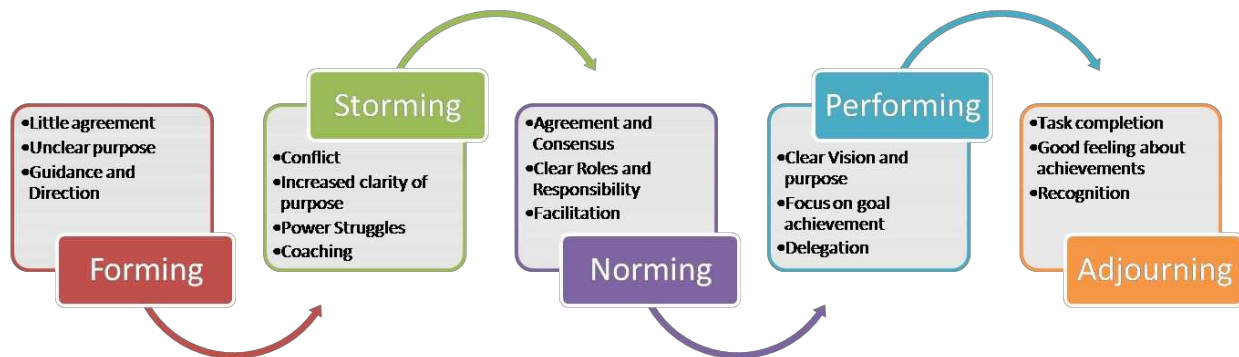 •Little agreement
•Unclear purpose
•Guidance and
Direction
Forming
Storming
•Conflict
•Increased clarity of
purpose
•Power Struggles
•Coaching
•Agreement and
Consensus
•Clear Roles and
Responsibility
•Facilitation
Norming
Performing
•Clear Vision and
purpose
•Focus on goal
achievement
•Delegation
•Task completion
•Good feeling about
achievements
•Recognition
Adjourning